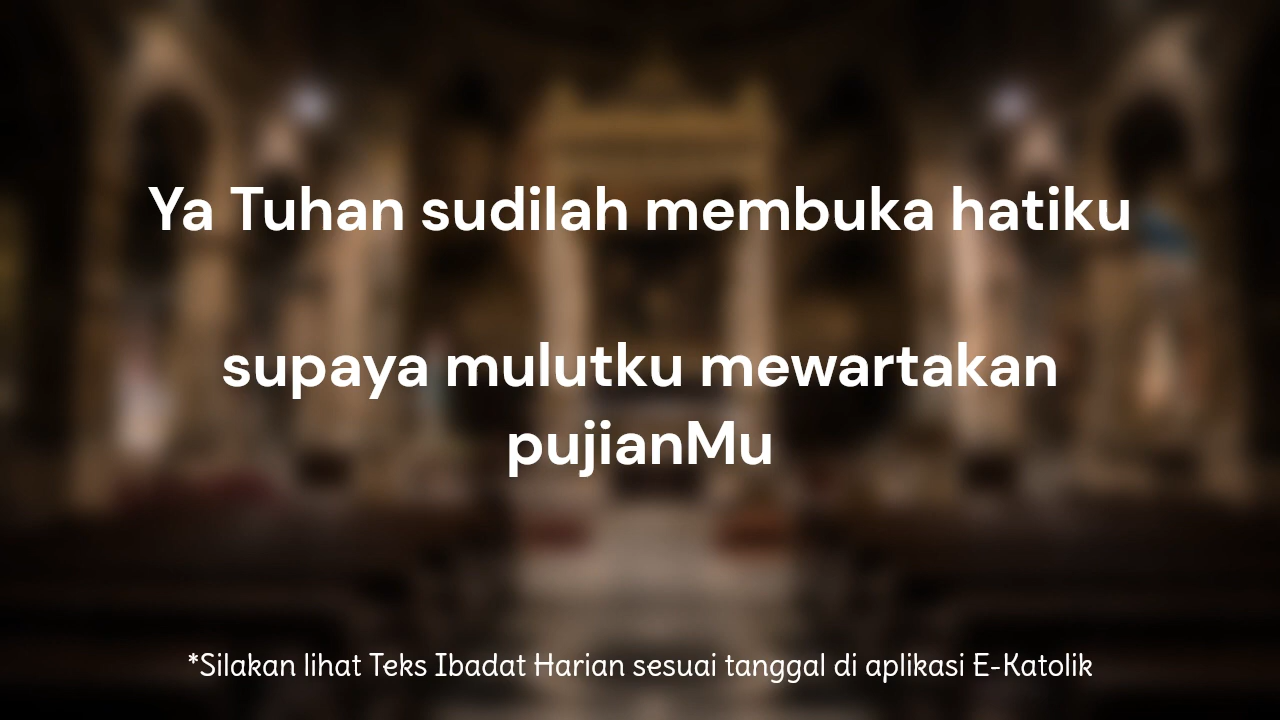 Ya Tuhan sudilah membuka hatiku
supaya mulutku mewartakan
pujianMu
*Silakan lihat Teks Ibadat Harian sesuai tanggal di aplikasi E-Katolik